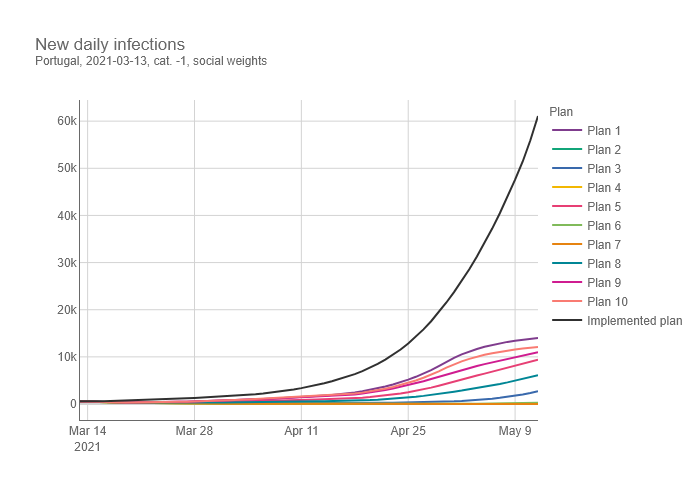 New daily infections
Portugal, 2021-03-13, cat. -1, social weights
Plan
Plan 1
Plan 2
Plan 3
Plan 4
Plan 5
Plan 6
Plan 7
Plan 8
Plan 9
Plan 10
Implemented plan
60k
50k
40k
30k
20k
10k
0
Mar 14 Mar 28 Apr 11 Apr 25 May 9
2021